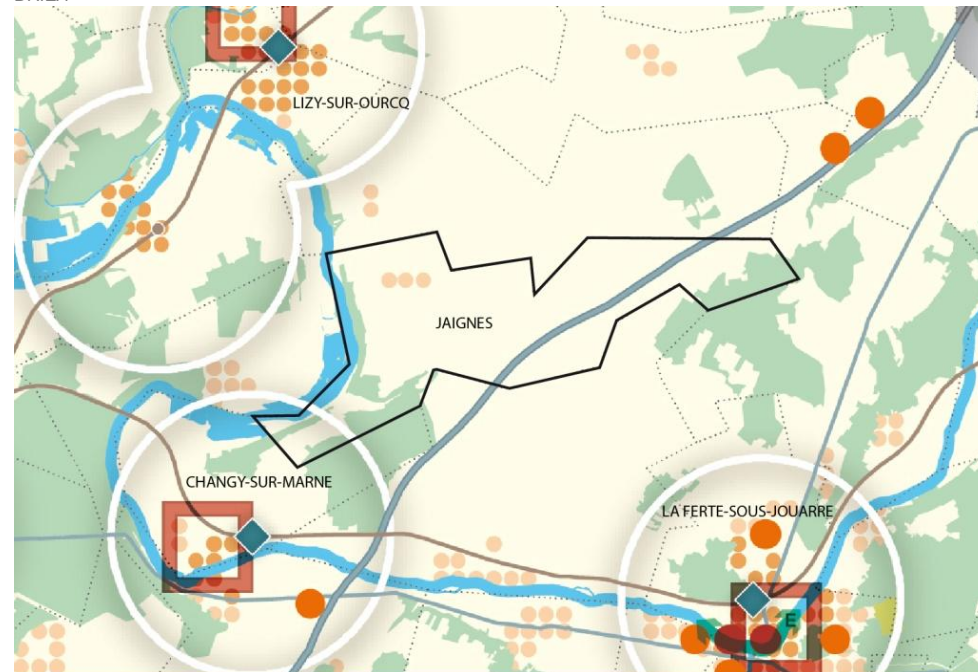 LIZY-SUR-OURCQ
JAIGNES
CHANGY-SUR-MARNE
LA FERTE-SOUS-JOUARRE
E